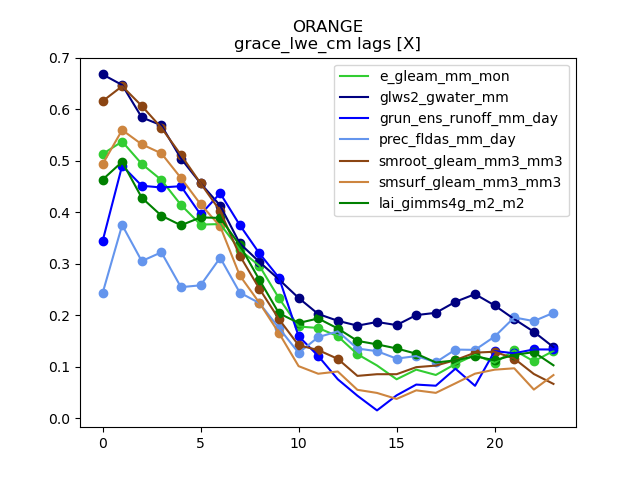 ORANGE
grace_lwe_cm lags [X]
0.7
0.6
0.5
0.4
0.3
0.2
0.1
0.0
e_gleam_mm_mon
glws2_gwater_mm
grun_ens_runoff_mm_day
prec_fldas_mm_day
smroot_gleam_mm3_mm3
smsurf_gleam_mm3_mm3
lai_gimms4g_m2_m2
0 5 10 15 20